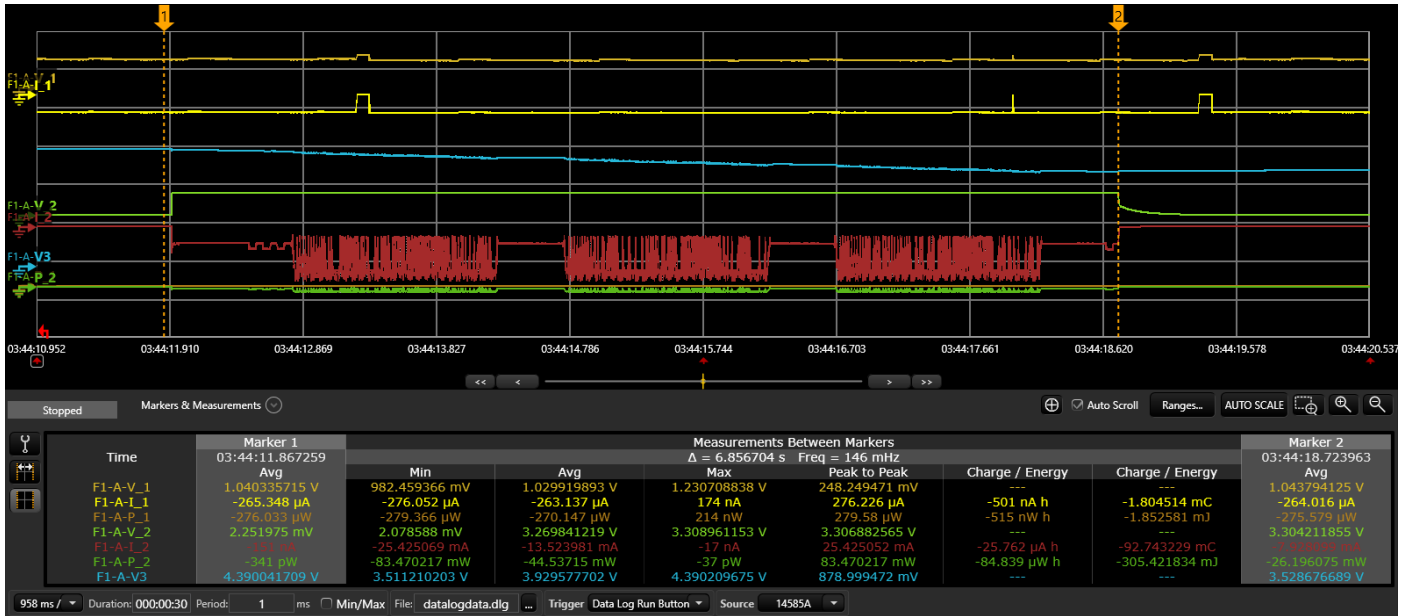 1 2
F1-A-I_1
F1-A-V_2
F1-A-V3
F1-A-P_2
03:44:10.952 03:44:11.910 03:44:12.869 03:44:13.827 03:44:14.786 03:44:15.744 03:44:16.703 03:44:17.661 03:44:18.620 03:44:19.578 03:44:20.537
<< < > >>
Stopped Markers & Measurements Auto Scroll Ranges... AUTO SCALE
Marker 1 Measurements Between Markers Marker 2
Time 03:44:11.867259 Δ = 6.856704 s Freq = 146 mHz 03:44:18.723963
Avg Min Avg Max Peak to Peak Charge / Energy Charge / Energy Avg
F1-A-V_1 1.040335715 V 982.459366 mV 1.029919893 V 1.230708838 V 248.249471 mV --- --- 1.043794125 V
F1-A-I_1 -265.348 µA -276.052 µA -263.137 µA 174 nA 276.226 µA -501 nA h -1.804514 mC -264.016 µA
F1-A-P_1 -276.033 µW -279.366 µW -270.147 µW 214 nW 279.58 µW -515 nW h -1.852581 mJ -275.579 µW
F1-A-V_2 2.251975 mV 2.078588 mV 3.269841219 V 3.308961153 V 3.306882565 V --- --- 3.304211855 V
F1-A-I_2 -25.425069 mA -13.523981 mA -17 nA 25.425052 mA -25.762 µA h -92.743229 mC
F1-A-P_2 -341 pW -83.470217 mW -44.53715 mW -37 pW 83.470217 mW -84.839 µW h -305.421834 mJ -26.196075 mW
F1-A-V3 4.390041709 V 3.511210203 V 3.929577702 V 4.390209675 V 878.999472 mV --- --- 3.528676689 V
958 ms / Duration: 000:00:30 Period: 1 ms Min/Max File: datalogdata.dlg ... Trigger Data Log Run Button Source 14585A